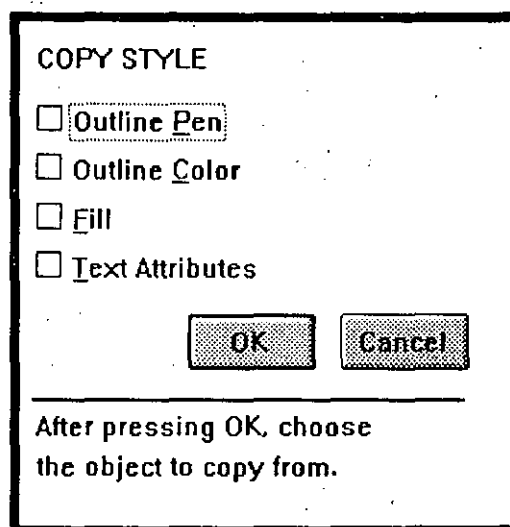 COPY STYLE
Outline Pen
Outline Color
Fill
Text Attributes
OK Cancel
After pressing OK, choose
the object to copy from.